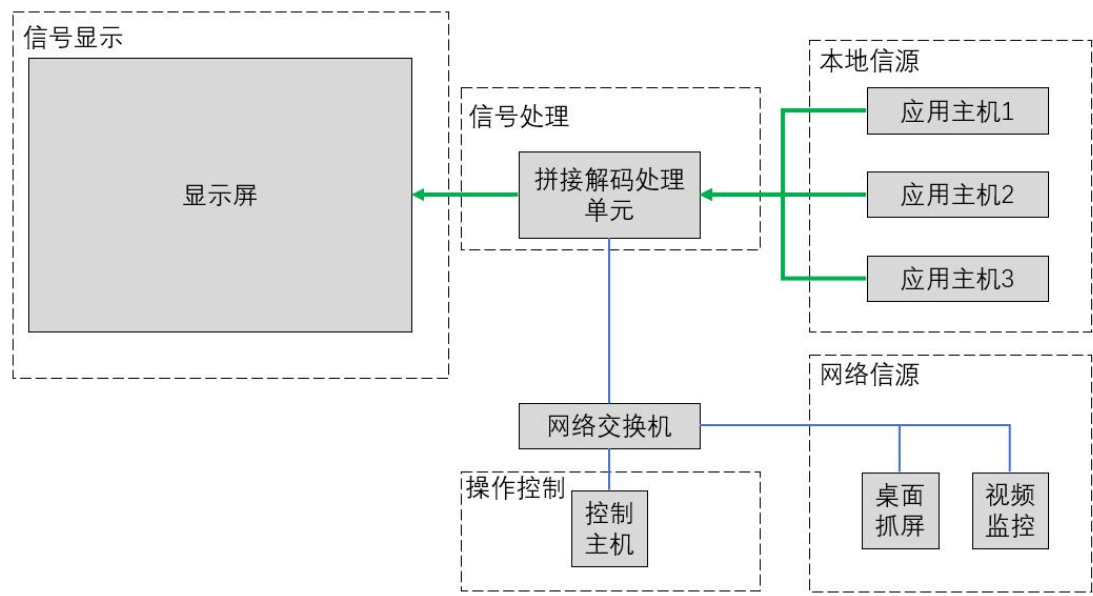 信号显示
显示屏
信号处理
拼接解码处理
单元
本地信源
应用主机1
应用主机2
应用主机3
网络交换机
操作控制
控制
主机
网络信源
桌面
抓屏
视频
监控